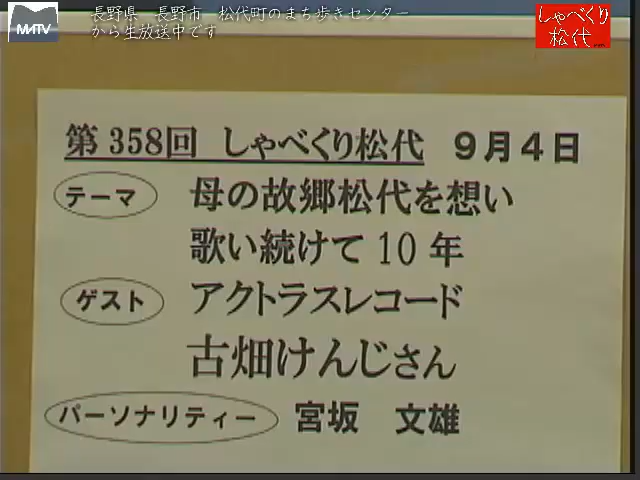 長野県 長野市 松代町のまち歩きセンター
から生放送中です
MATV
しゃべくり
松代
第358回 しゃべくり松代 9月4日
テーマ 母の故郷松代を想い
歌い続けて10年
ゲスト アクトラスレコード
古畑けんじさん
パーソナリティー 宮坂 文雄